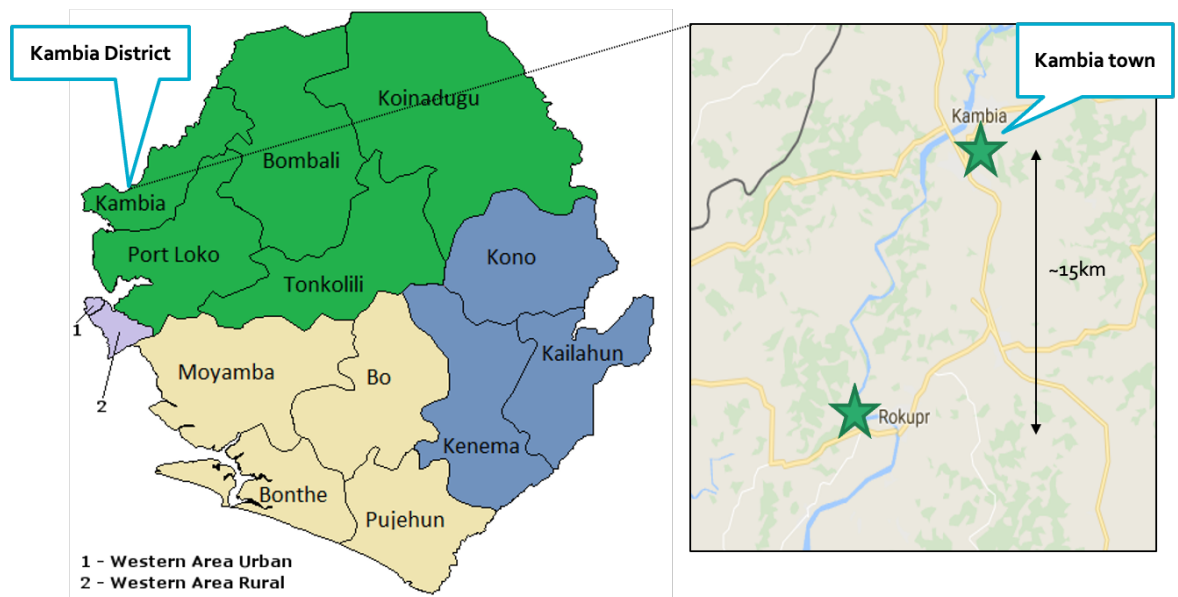 Kambia District
Koinadugu
Bombali
Kambia
Port Loko
Tonkolili
Kono
1
2
Moyamba
Bo
Kailahun
Kenema
Bonthe
Pujehun
1 - Western Area Urban
2 - Western Area Rural
Kambia town
Kambia
~15km
Rokupr